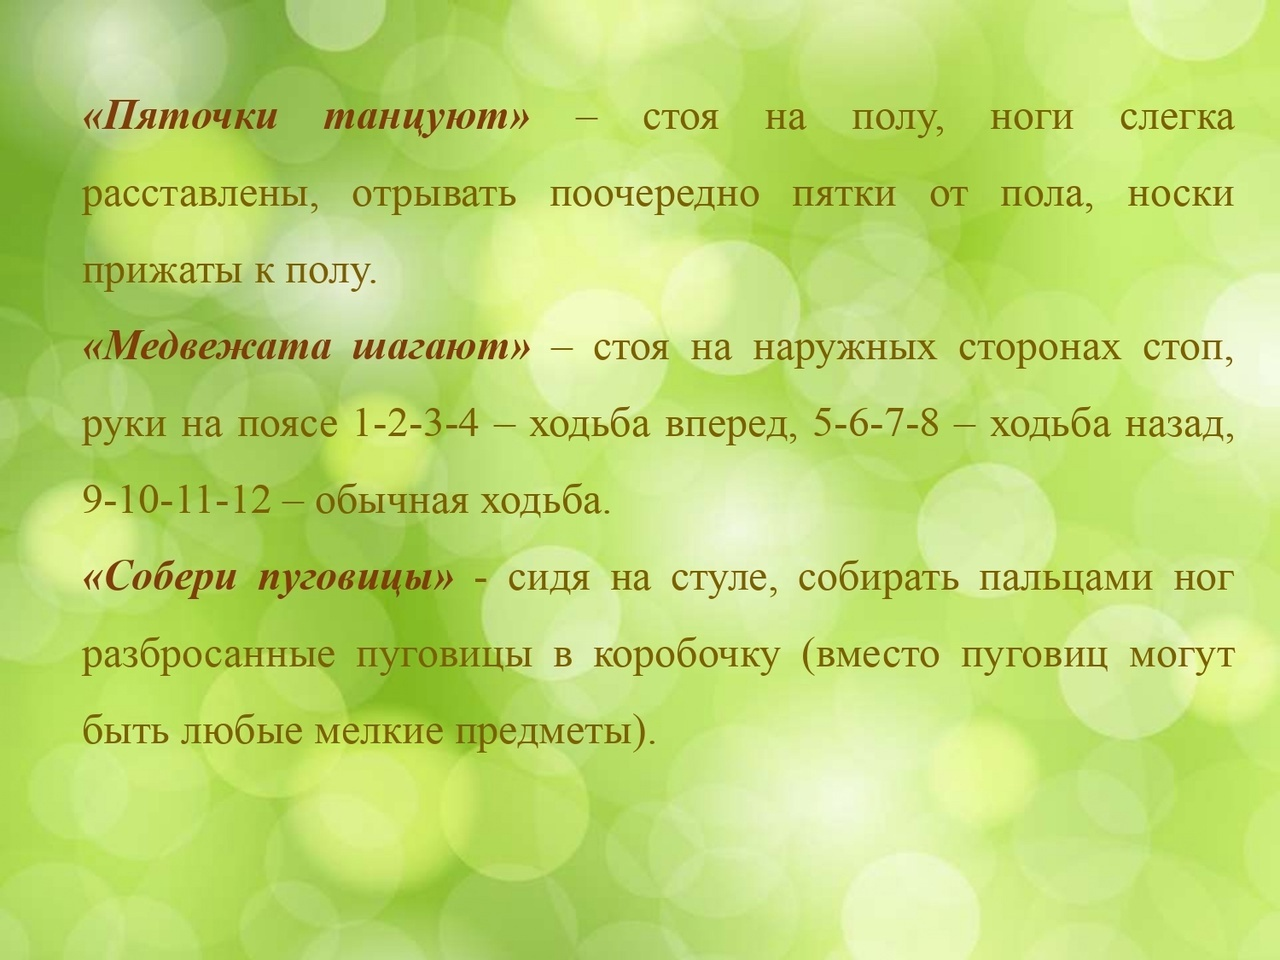 «Пяточки танцуют» – стоя на полу, ноги слегка
расставлены, отрывать поочередно пятки от пола, носки
прижаты к полу.
«Медвежата шагают» – стоя на наружных сторонах стоп,
руки на поясе 1-2-3-4 – ходьба вперед, 5-6-7-8 – ходьба назад,
9-10-11-12 – обычная ходьба.
«Собери пуговицы» - сидя на стуле, собирать пальцами ног
разбросанные пуговицы в коробочку (вместо пуговиц могут
быть любые мелкие предметы).